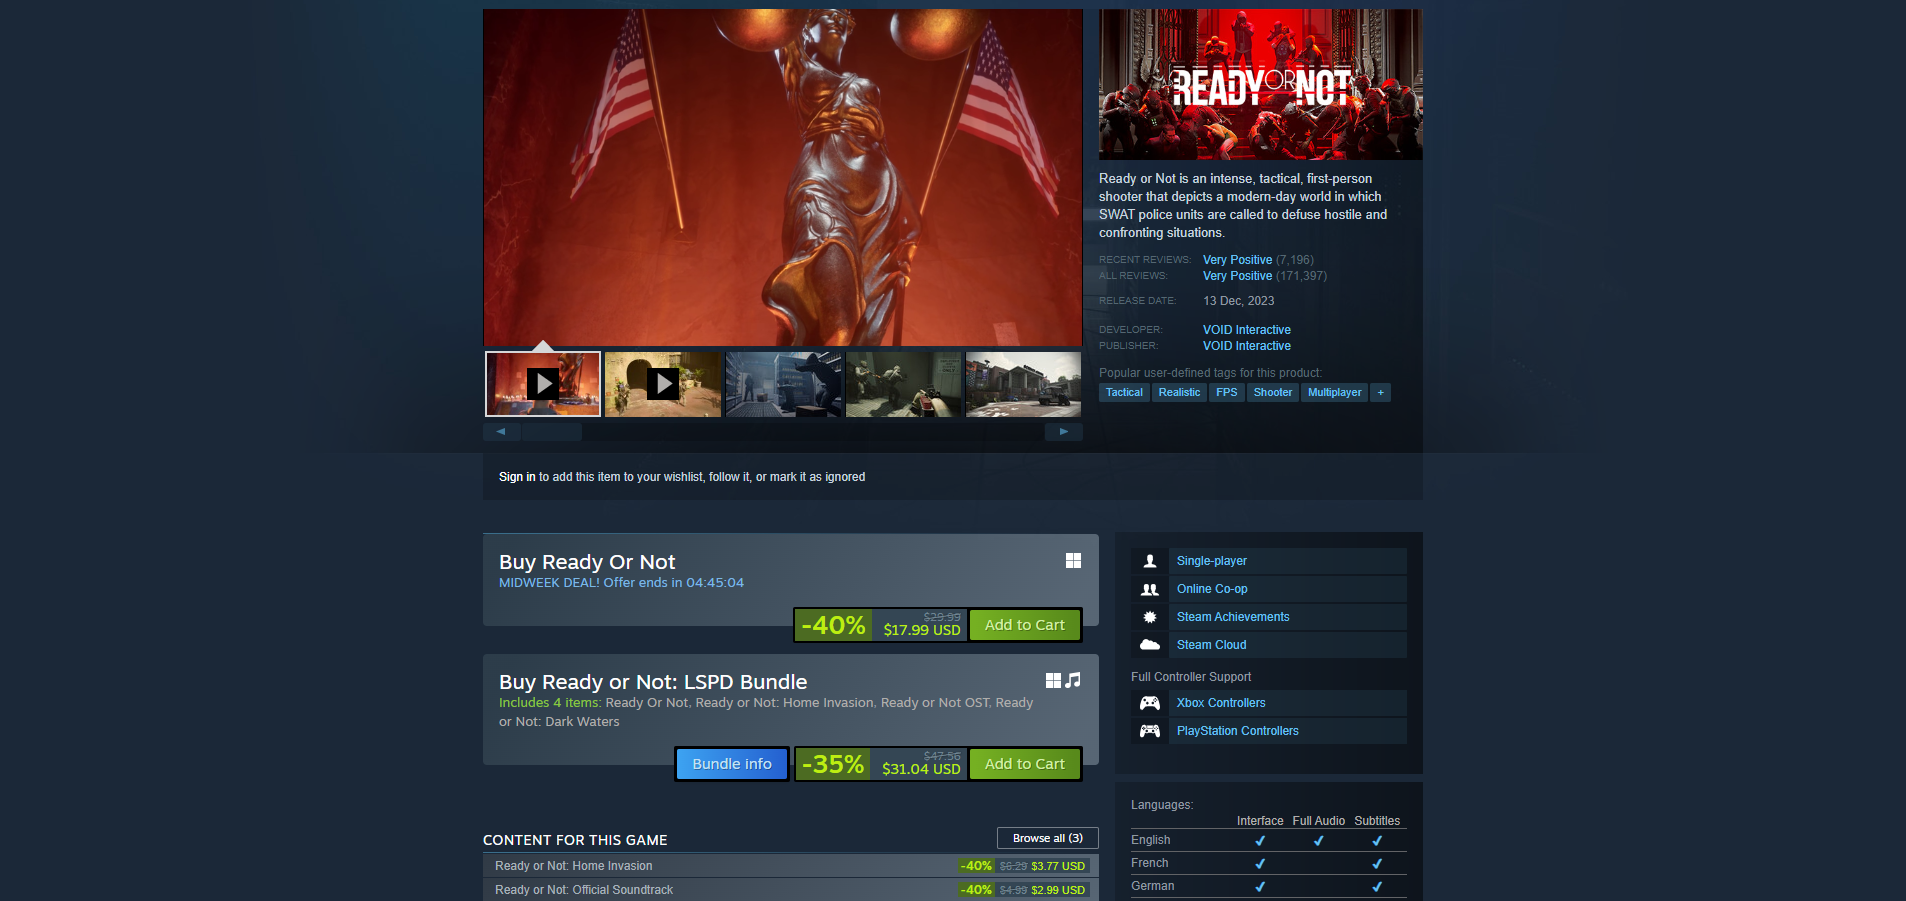 READY OR NOT
Ready or Not is an intense, tactical, first-person
shooter that depicts a modern-day world in which
SWAT police units are called to defuse hostile and
confronting situations.
RECENT REVIEWS: Very Positive (7,196)
ALL REVIEWS: Very Positive (171,397)
RELEASE DATE: 13 Dec, 2023
DEVELOPER: VOID Interactive
PUBLISHER: VOID Interactive
Popular user-defined tags for this product:
Tactical Realistic FPS Shooter Multiplayer +
Sign in to add this item to your wishlist, follow it, or mark it as ignored
Buy Ready Or Not
MIDWEEK DEAL! Offer ends in 04:45:04
-40% $29.99 $17.99 USD Add to Cart
Buy Ready or Not: LSPD Bundle
Includes 4 items: Ready Or Not, Ready or Not: Home Invasion, Ready or Not OST, Ready
or Not: Dark Waters
Bundle info -35% $47.56 $31.04 USD Add to Cart
CONTENT FOR THIS GAME Browse all (3)
Ready or Not: Home Invasion -40% $6.29 $3.77 USD
Ready or Not: Official Soundtrack -40% $4.99 $2.99 USD
Single-player
Online Co-op
Steam Achievements
Steam Cloud
Full Controller Support
Xbox Controllers
PlayStation Controllers
Languages:
Interface Full Audio Subtitles
English ✔ ✔ ✔
French ✔ ✔
German ✔ ✔